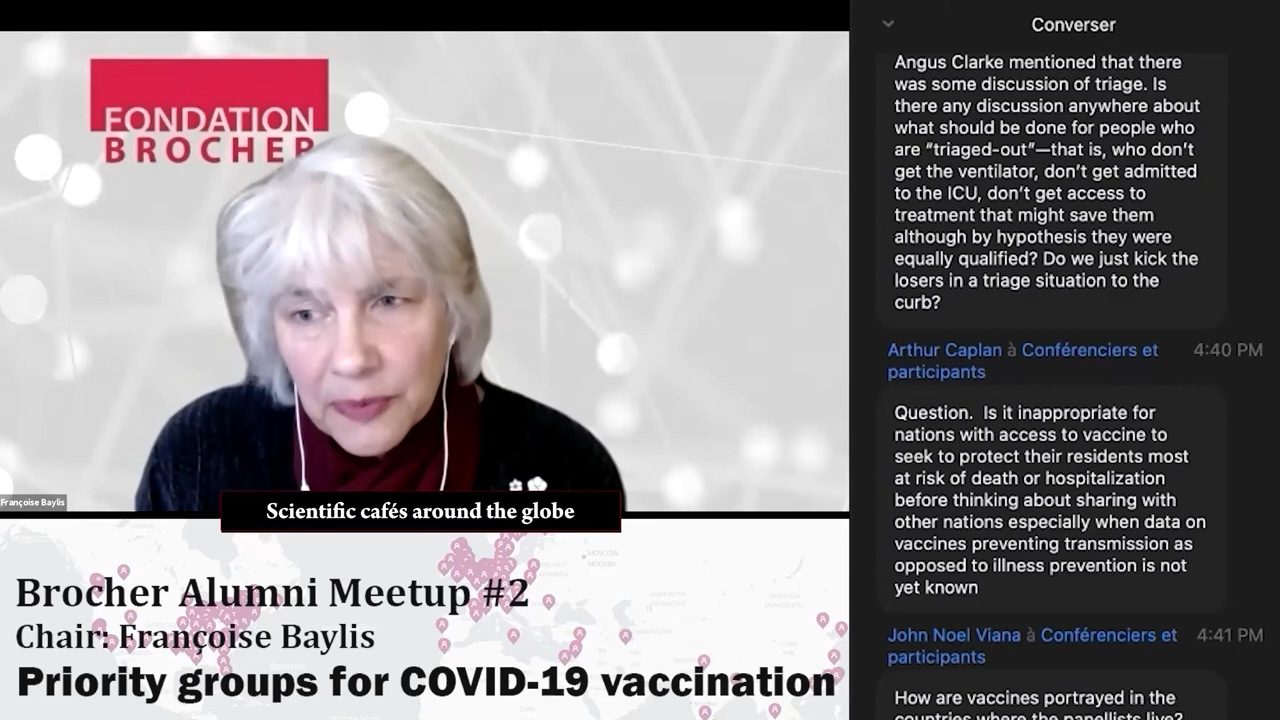 FONDATION
BROCHER
Françoise Baylis
Scientific cafés around the globe
MOSCOW
МОСКВА
Brocher Alumni Meetup #2
Chair: Françoise Baylis
Priority groups for COVID-19 vaccination
Converser
Angus Clarke mentioned that there
was some discussion of triage. Is
there any discussion anywhere about
what should be done for people who
are “triaged-out”—that is, who don’t
get the ventilator, don’t get admitted
to the ICU, don’t get access to
treatment that might save them
although by hypothesis they were
equally qualified? Do we just kick the
losers in a triage situation to the
curb?
Arthur Caplan à Conférenciers et 4:40 PM
participants
Question.  Is it inappropriate for
nations with access to vaccine to
seek to protect their residents most
at risk of death or hospitalization
before thinking about sharing with
other nations especially when data on
vaccines preventing transmission as
opposed to illness prevention is not
yet known
John Noel Viana à Conférenciers et 4:41 PM
participants
How are vaccines portrayed in the
countries where the panellists live?